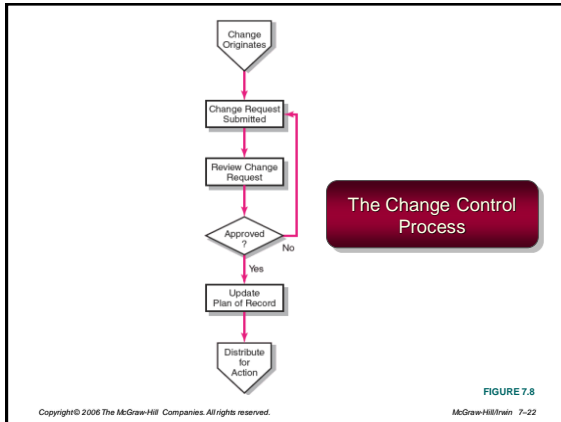 Change
Originates
Change Request
Submitted
Review Change
Request
Approved
?
No
Yes
Update
Plan of Record
Distribute
for
Action
The Change Control
Process
FIGURE 7.8
Copyright © 2006 The McGraw-Hill Companies. All rights reserved.
McGraw-Hill/Irwin 7–22